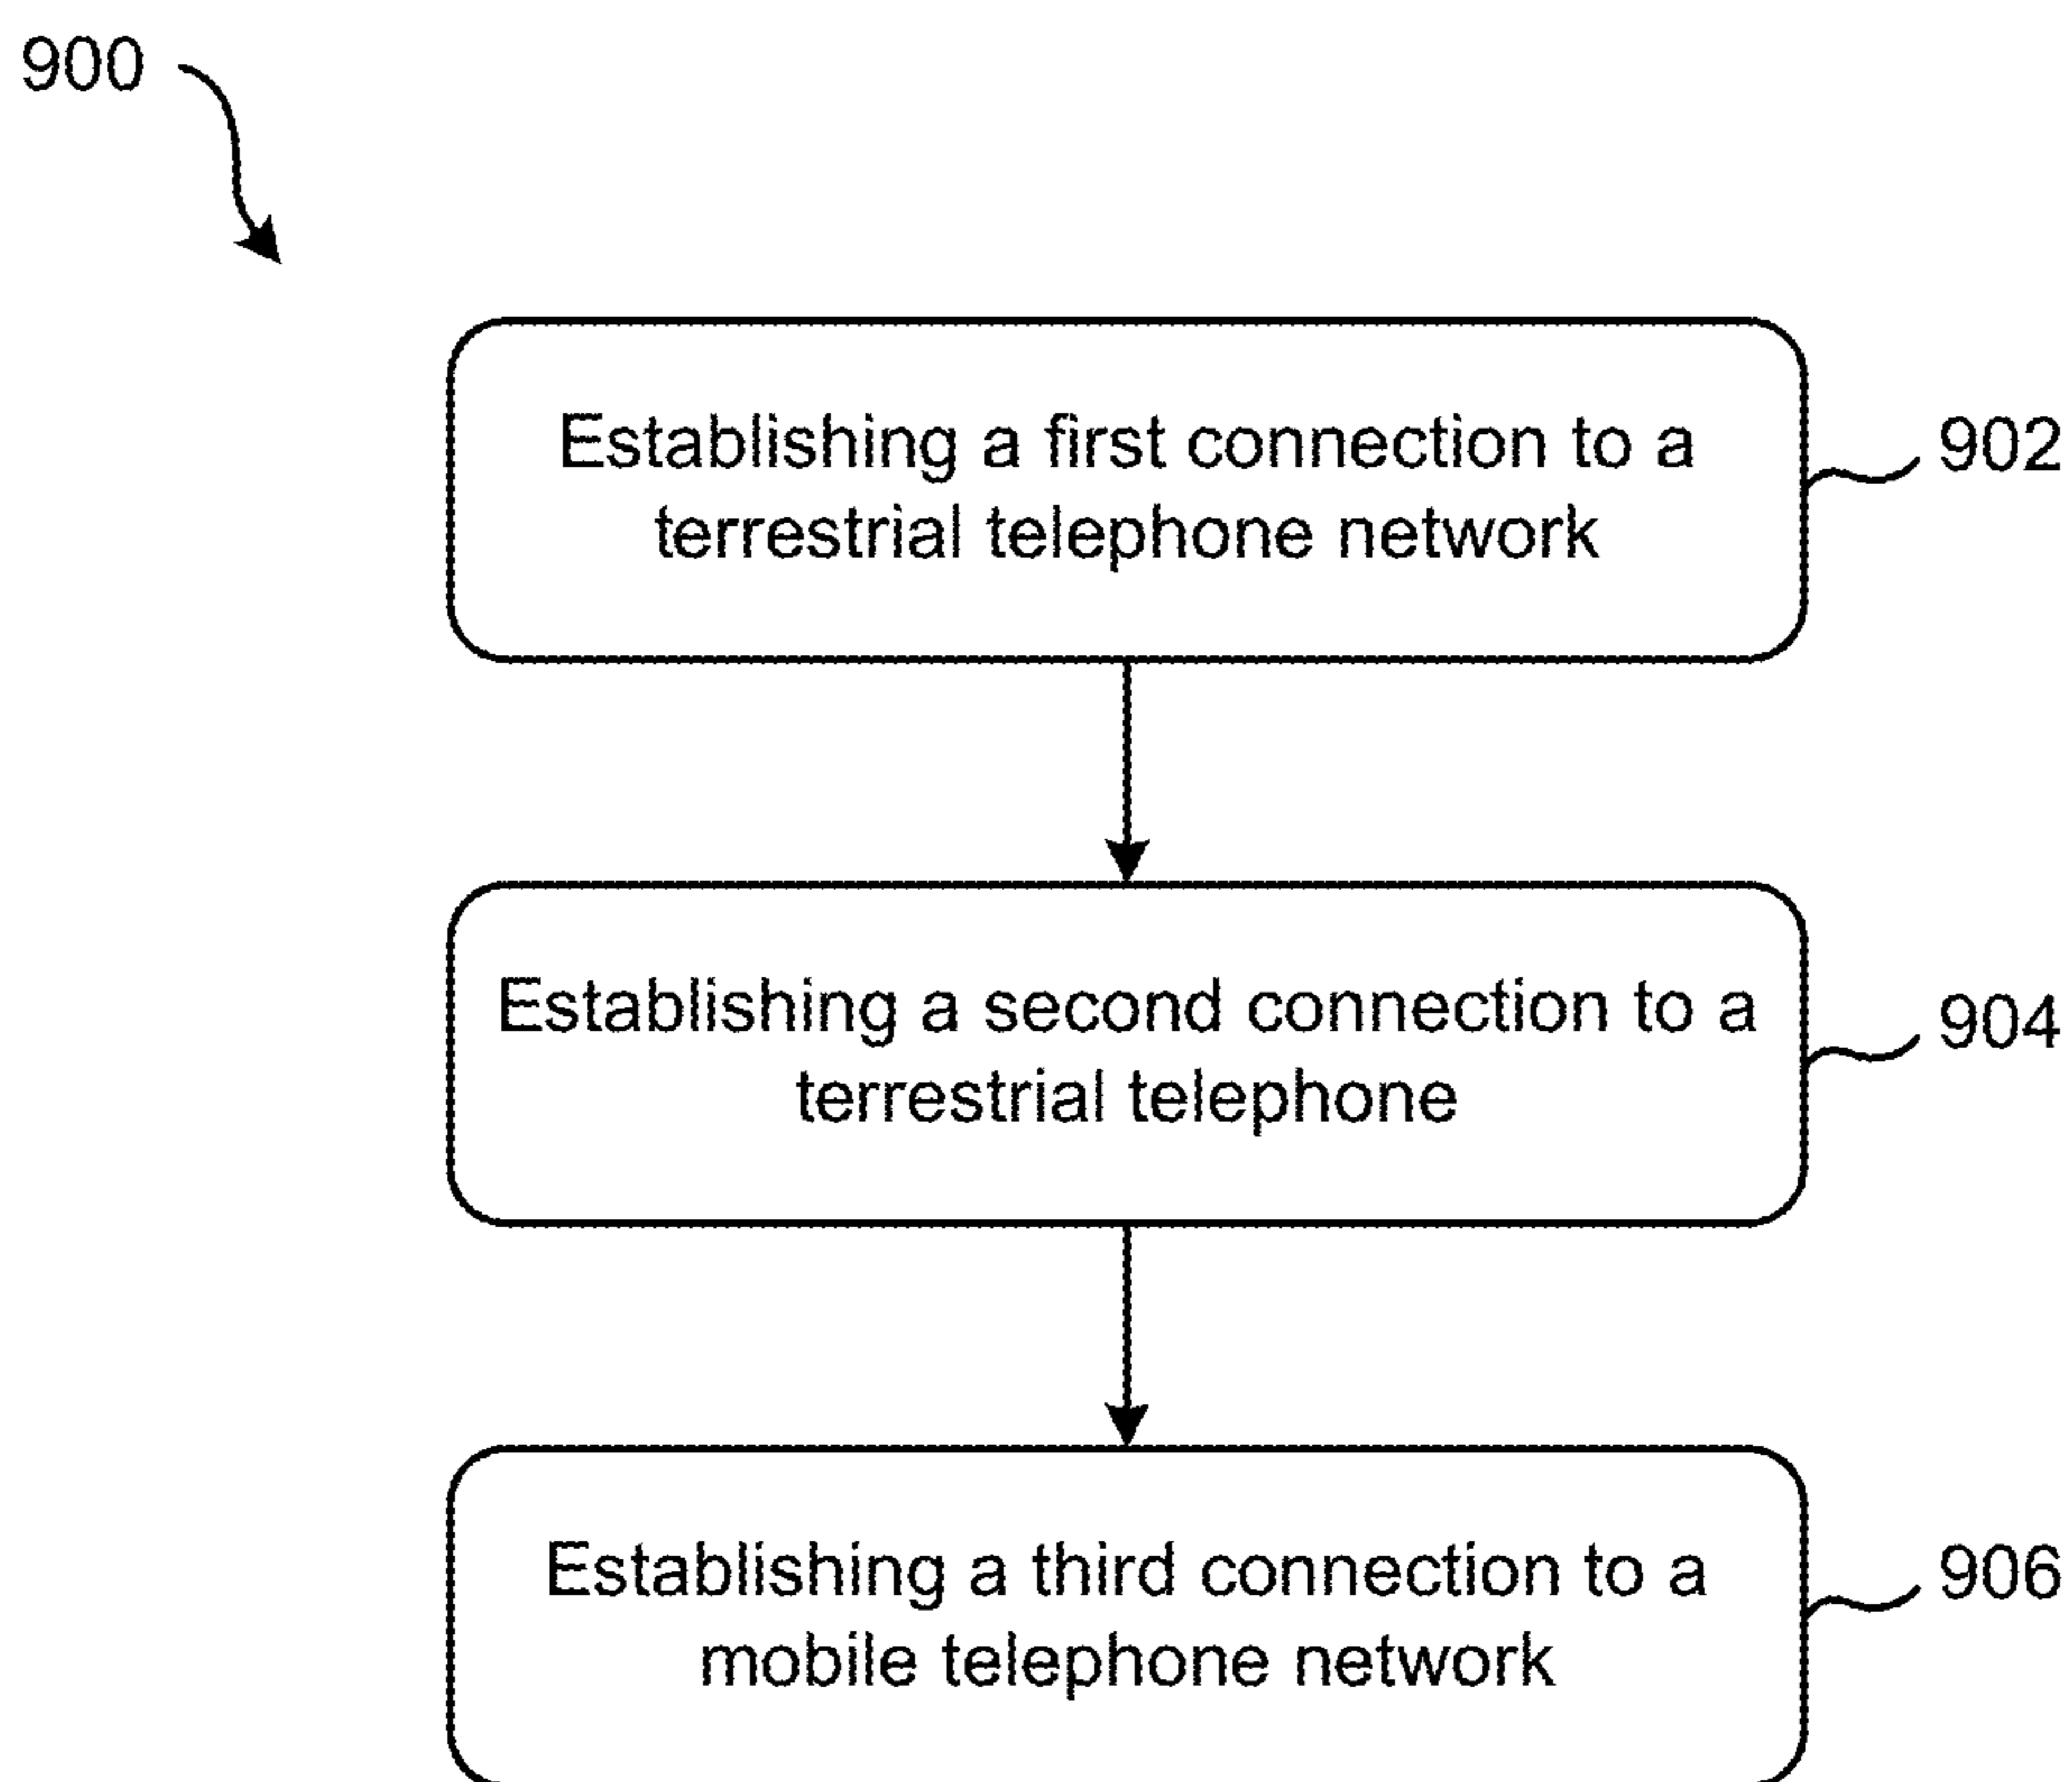 900
Establishing a first connection to a
terrestrial telephone network
902
Establishing a second connection to a
terrestrial telephone
904
Establishing a third connection to a
mobile telephone network
906